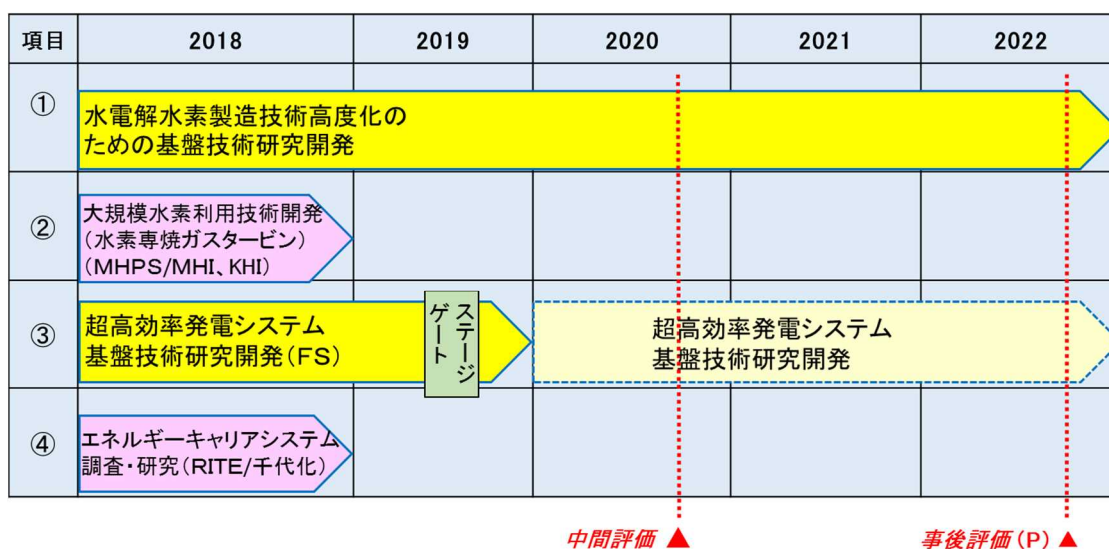 項目 2018 2019 2020 2021 2022
①
水電解水素製造技術高度化の
ための基盤技術研究開発
②
大規模水素利用技術開発
(水素専焼ガスタービン)
(MHPS/MHI、KHI)
③
超高効率発電システム
基盤技術研究開発(FS)
ステージ
ゲート
超高効率発電システム
基盤技術研究開発
④
エネルギーキャリアシステム
調査・研究(RITE/千代化)
中間評価 ▲
事後評価(P) ▲